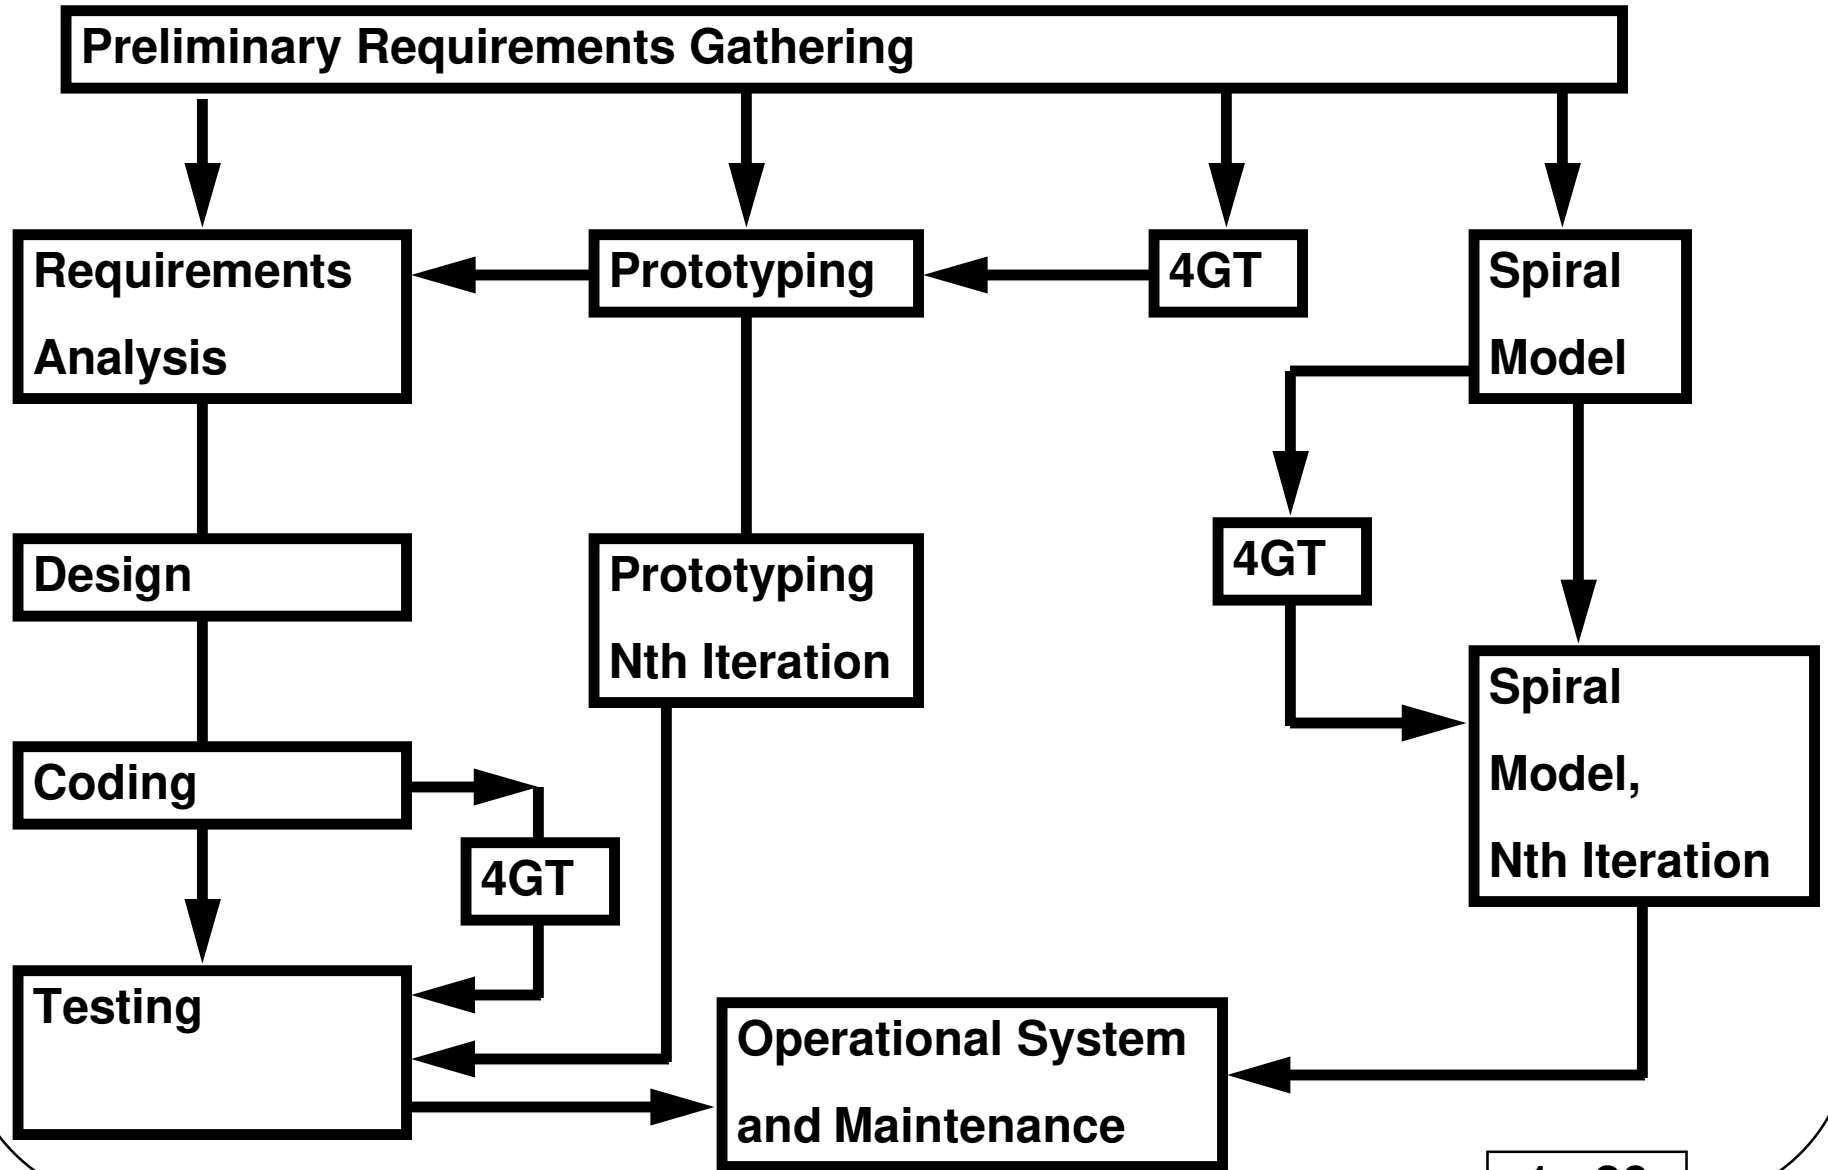 Preliminary Requirements Gathering
Requirements
Analysis
Prototyping
4GT
Spiral
Model
Design
Prototyping
Nth Iteration
4GT
Spiral
Model,
Nth Iteration
Coding
4GT
Testing
Operational System
and Maintenance